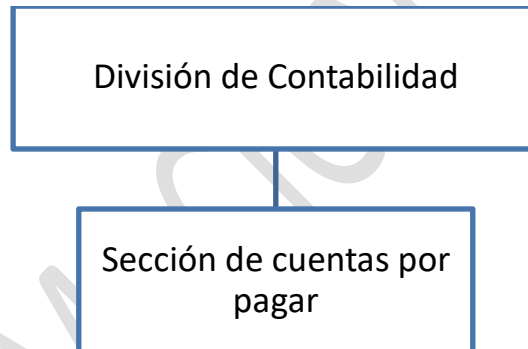 División de Contabilidad
Sección de cuentas por
pagar